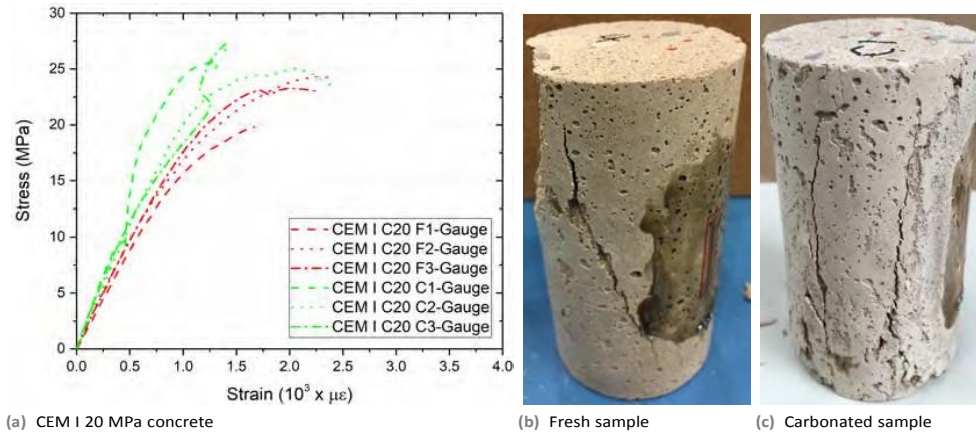 30
25
20
15
10
5
0
Stress (MPa)
CEM I C20 F1-Gauge
CEM I C20 F2-Gauge
CEM I C20 F3-Gauge
CEM I C20 C1-Gauge
CEM I C20 C2-Gauge
CEM I C20 C3-Gauge
0.0 0.5 1.0 1.5 2.0 2.5 3.0 3.5 4.0
Strain (10³ x με)
(a) CEM I 20 MPa concrete
(b) Fresh sample
(c) Carbonated sample